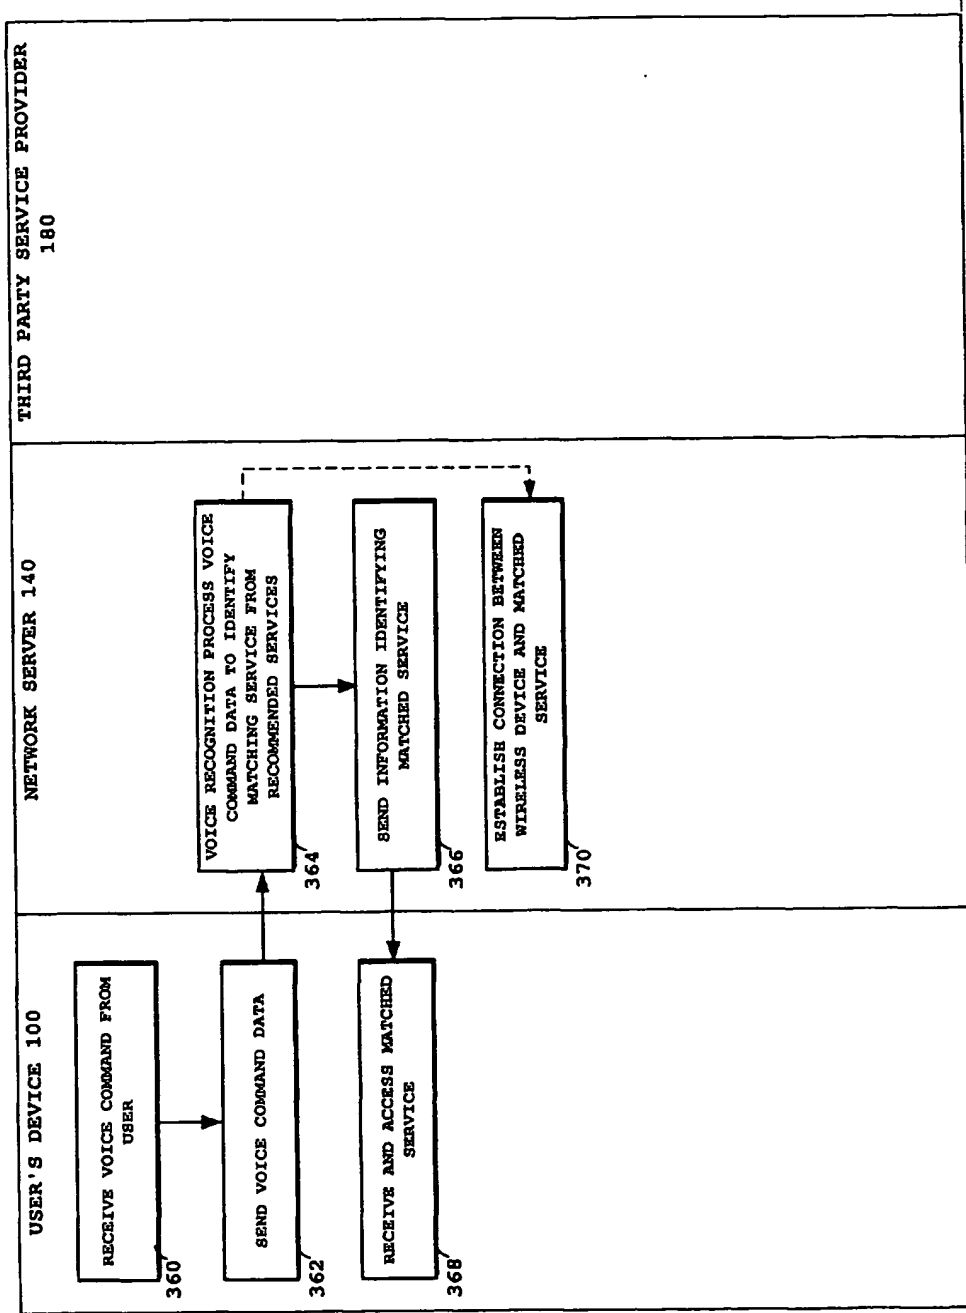 USER'S DEVICE 100
NETWORK SERVER 140
THIRD PARTY SERVICE PROVIDER
180
RECEIVE VOICE COMMAND FROM
USER
360
SEND VOICE COMMAND DATA
362
VOICE RECOGNITION PROCESS VOICE
COMMAND DATA TO IDENTIFY
MATCHING SERVICE FROM
RECOMMENDED SERVICES
364
SEND INFORMATION IDENTIFYING
MATCHED SERVICE
366
RECEIVE AND ACCESS MATCHED
SERVICE
368
ESTABLISH CONNECTION BETWEEN
WIRELESS DEVICE AND MATCHED
SERVICE
370